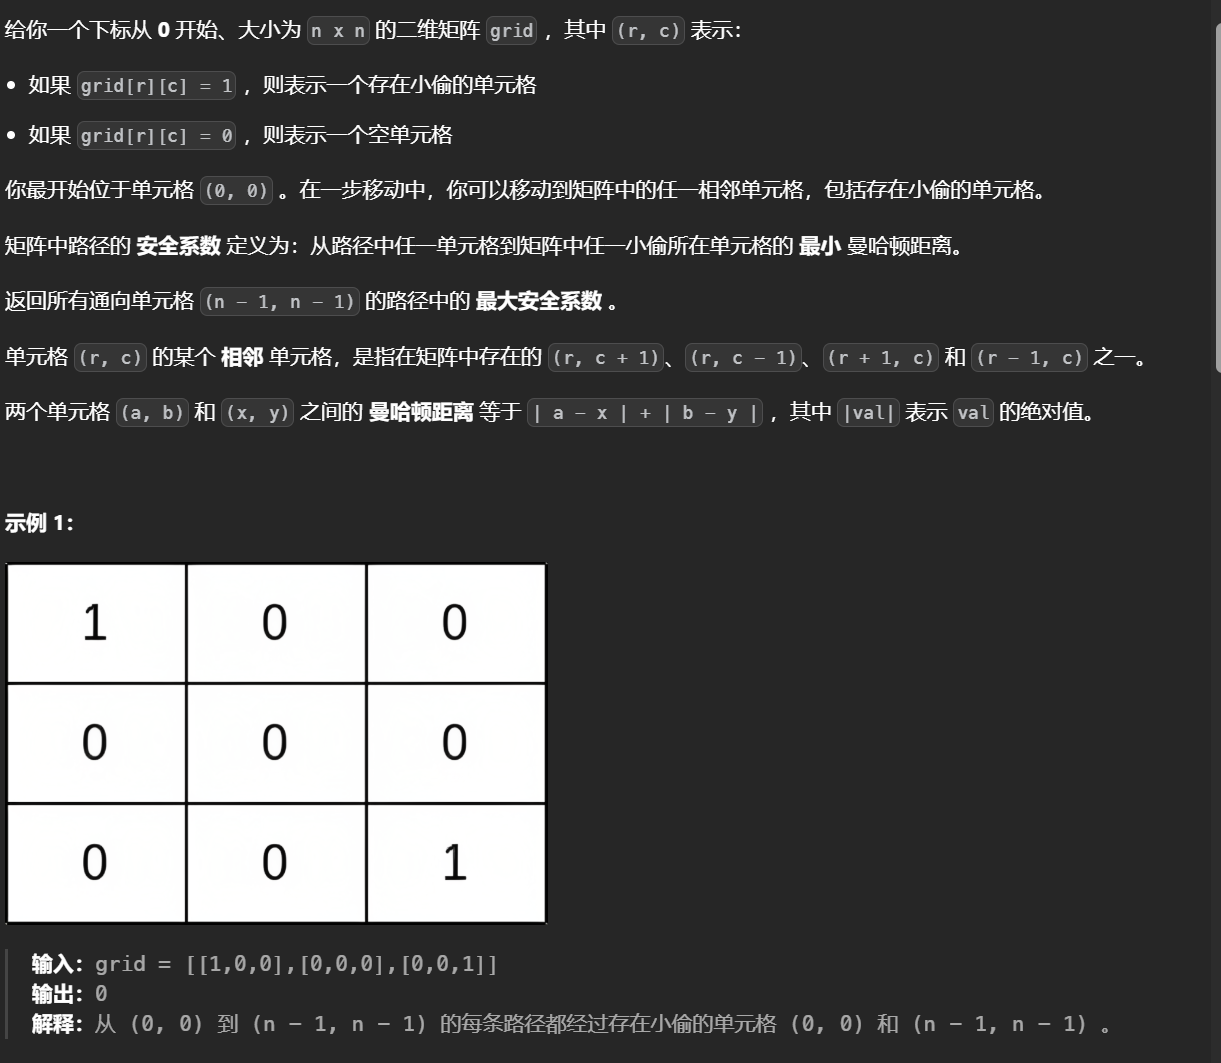 给你一个下标从 0 开始、大小为 n x n 的二维矩阵 grid ，其中 (r, c) 表示：
• 如果 grid[r][c] = 1 ，则表示一个存在小偷的单元格
• 如果 grid[r][c] = 0 ，则表示一个空单元格
你最开始位于单元格 (0, 0) 。在一步移动中，你可以移动到矩阵中的任一相邻单元格，包括存在小偷的单元格。
矩阵中路径的 安全系数 定义为：从路径中任一单元格到矩阵中任一小偷所在单元格的 最小 曼哈顿距离。
返回所有通向单元格 (n − 1, n − 1) 的路径中的 最大安全系数 。
单元格 (r, c) 的某个 相邻 单元格，是指在矩阵中存在的 (r, c + 1)、(r, c − 1)、(r + 1, c) 和 (r − 1, c) 之一。
两个单元格 (a, b) 和 (x, y) 之间的 曼哈顿距离 等于 | a − x | + | b − y | ，其中 |val| 表示 val 的绝对值。
示例 1：
1 0 0
0 0 0
0 0 1
输入：grid = [[1,0,0],[0,0,0],[0,0,1]]
输出：0
解释：从 (0, 0) 到 (n − 1, n − 1) 的每条路径都经过存在小偷的单元格 (0, 0) 和 (n − 1, n − 1) 。